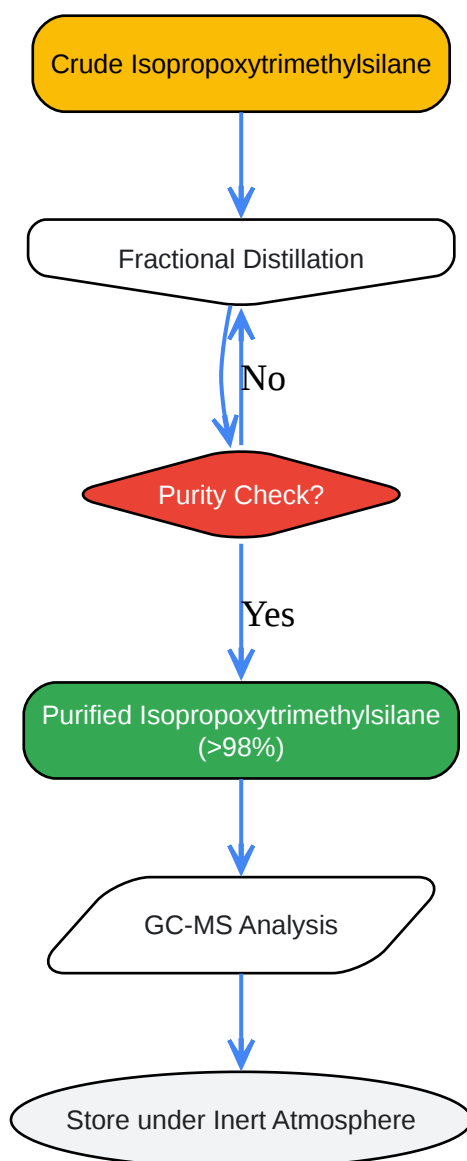 Crude Isopropoxytrimethylsilane
Fractional Distillation
No
Purity Check?
Yes
Purified Isopropoxytrimethylsilane
(>98%)
GC-MS Analysis
Store under Inert Atmosphere